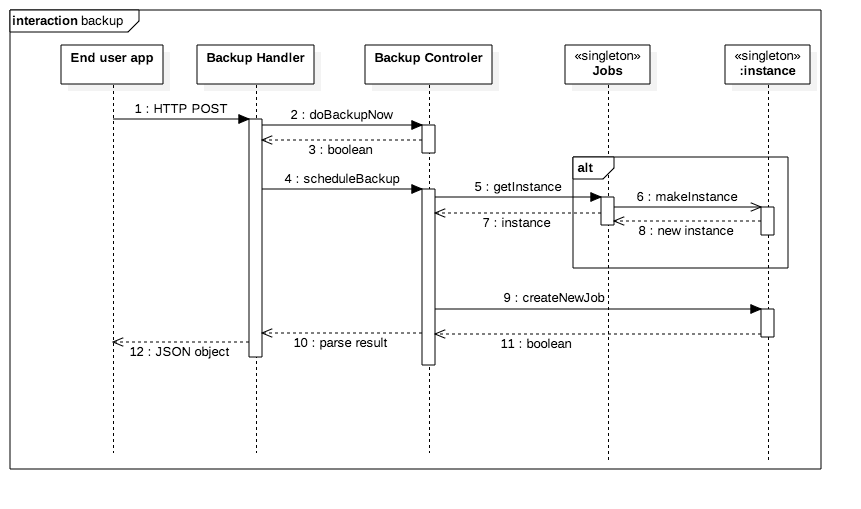 interaction backup
End user app
Backup Handler
Backup Controler
«singleton»
Jobs
«singleton»
:instance
1 : HTTP POST
2 : doBackupNow
3 : boolean
alt
4 : scheduleBackup
5 : getInstance
6 : makeInstance
7 : instance
8 : new instance
9 : createNewJob
10 : parse result
11 : boolean
12 : JSON object